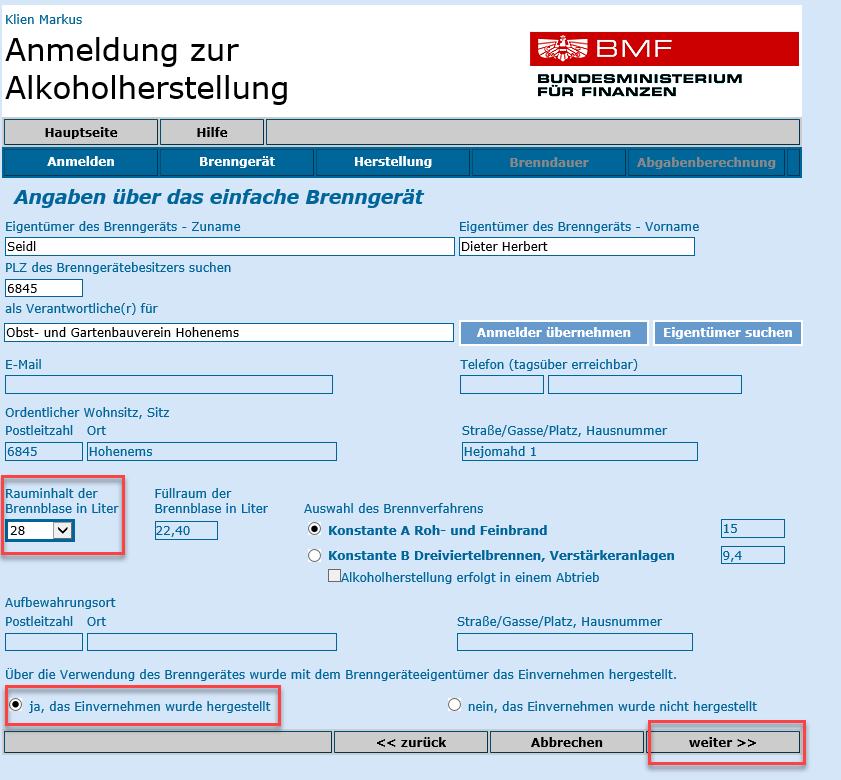 Klien Markus
Anmeldung zur
Alkoholherstellung
BMF
BUNDESMINISTERIUM
FÜR FINANZEN
Hauptseite Hilfe
Anmelden Brenngerät Herstellung Brenndauer Abgabenberechnung
Angaben über das einfache Brenngerät
Eigentümer des Brenngeräts - Zuname Eigentümer des Brenngeräts - Vorname
Seidl Dieter Herbert
PLZ des Brenngerätebesitzers suchen
6845
als Verantwortliche(r) für
Obst- und Gartenbauverein Hohenems Anmelder übernehmen Eigentümer suchen
E-Mail Telefon (tagsüber erreichbar)
Ordentlicher Wohnsitz, Sitz
Postleitzahl Ort Straße/Gasse/Platz, Hausnummer
6845 Hohenems Hejomahd 1
Rauminhalt der
Brennblase in Liter
28
Füllraum der
Brennblase in Liter
22,40
Auswahl des Brennverfahrens
Konstante A Roh- und Feinbrand 15
Konstante B Dreiviertelbrennen, Verstärkeranlagen 9,4
Alkoholherstellung erfolgt in einem Abtrieb
Aufbewahrungsort
Postleitzahl Ort Straße/Gasse/Platz, Hausnummer
Über die Verwendung des Brenngerätes wurde mit dem Brenngeräteeigentümer das Einvernehmen hergestellt.
ja, das Einvernehmen wurde hergestellt nein, das Einvernehmen wurde nicht hergestellt
<< zurück Abbrechen weiter >>